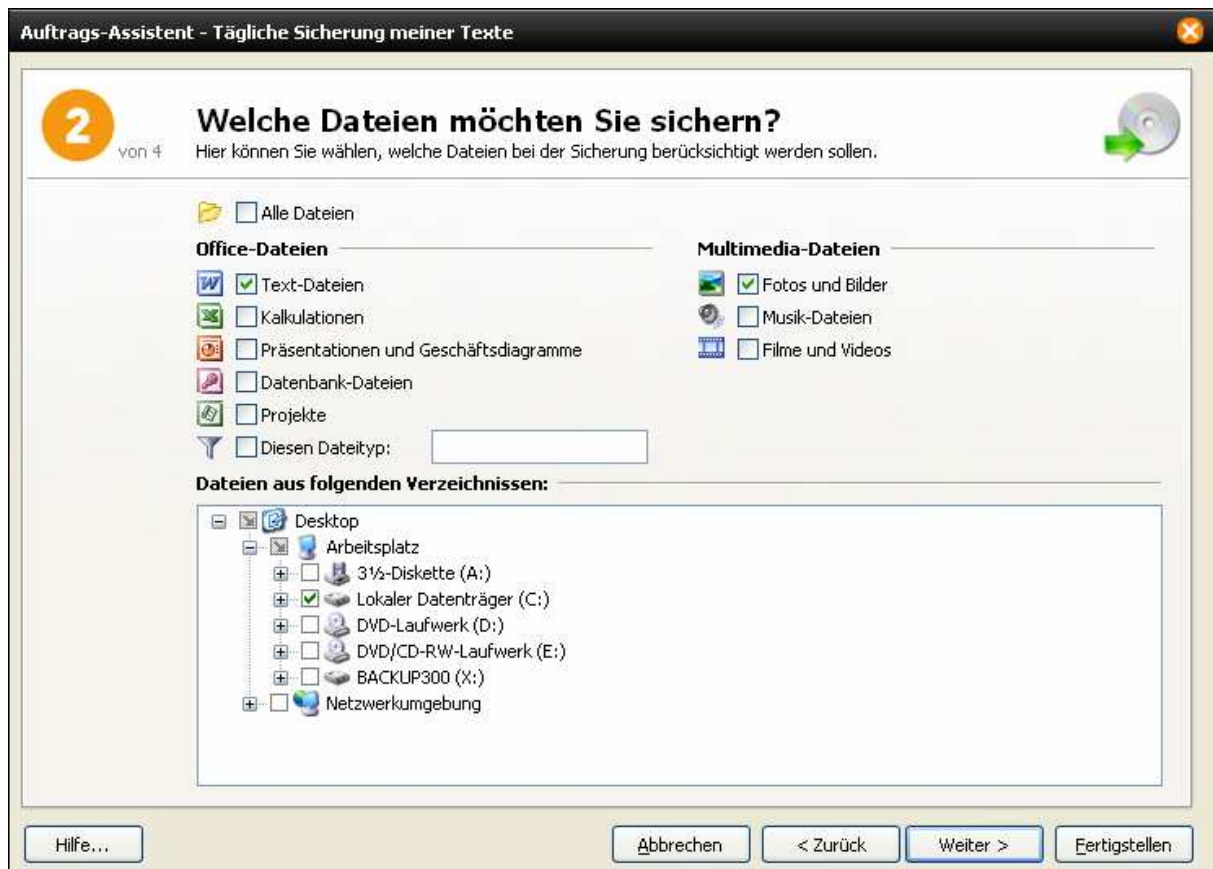 Auftrags-Assistent - Tägliche Sicherung meiner Texte
2
von 4
Welche Dateien möchten Sie sichern?
Hier können Sie wählen, welche Dateien bei der Sicherung berücksichtigt werden sollen.
Alle Dateien
Office-Dateien
Text-Dateien
Kalkulationen
Präsentationen und Geschäftsdiagramme
Datenbank-Dateien
Projekte
Diesen Dateityp:
Multimedia-Dateien
Fotos und Bilder
Musik-Dateien
Filme und Videos
Dateien aus folgenden Verzeichnissen:
Desktop
Arbeitsplatz
3½-Diskette (A:)
Lokaler Datenträger (C:)
DVD-Laufwerk (D:)
DVD/CD-RW-Laufwerk (E:)
BACKUP300 (X:)
Netzwerkumgebung
Hilfe...
Abbrechen
< Zurück
Weiter >
Fertigstellen